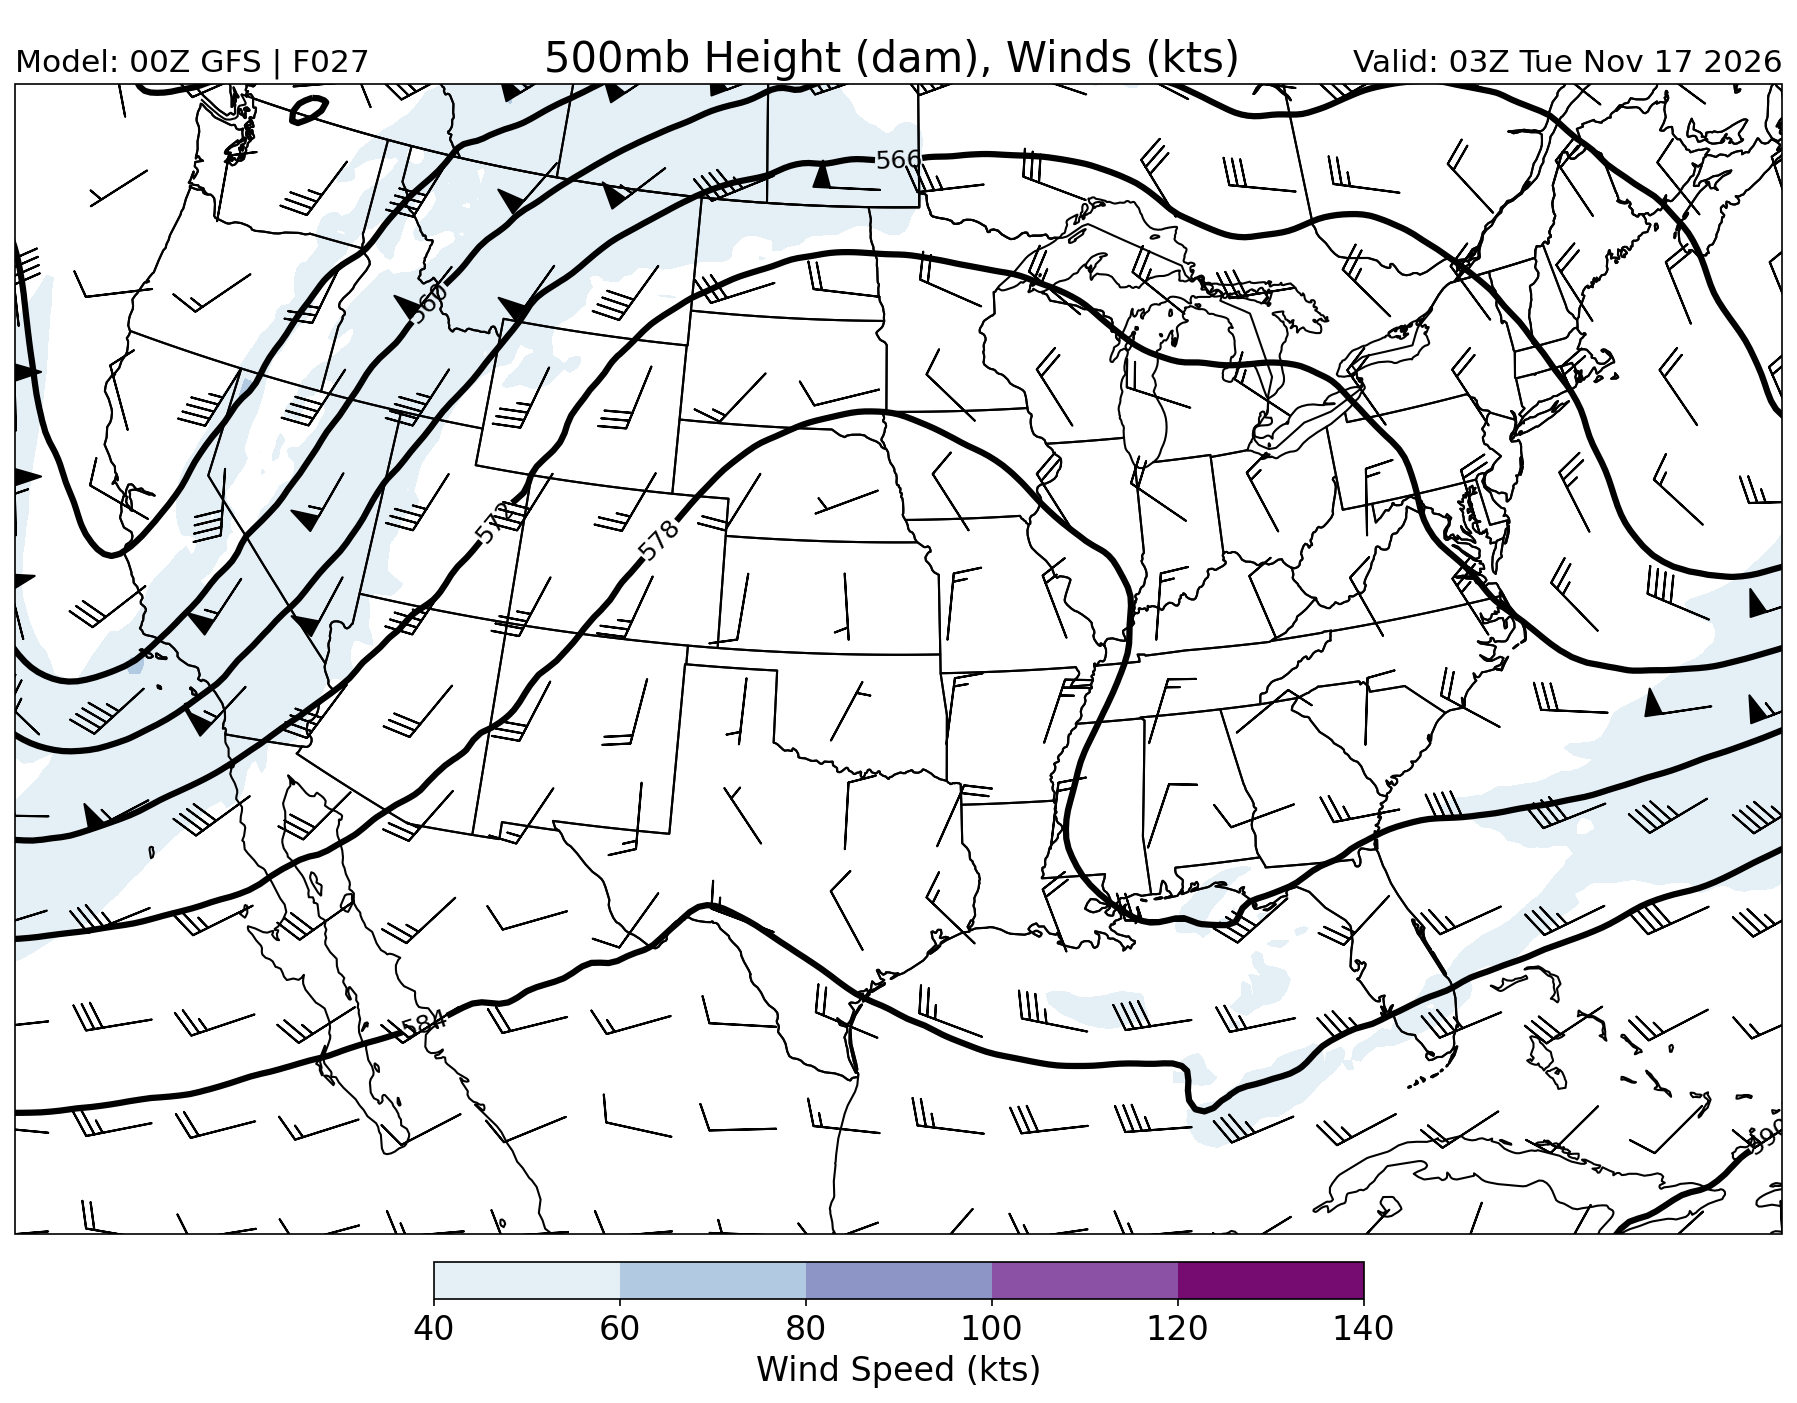 Model: 00Z GFS | F027
500mb Height (dam), Winds (kts)
Valid: 03Z Tue Nov 17 2026
566
560
572
578
584
590
40 60 80 100 120 140
Wind Speed (kts)